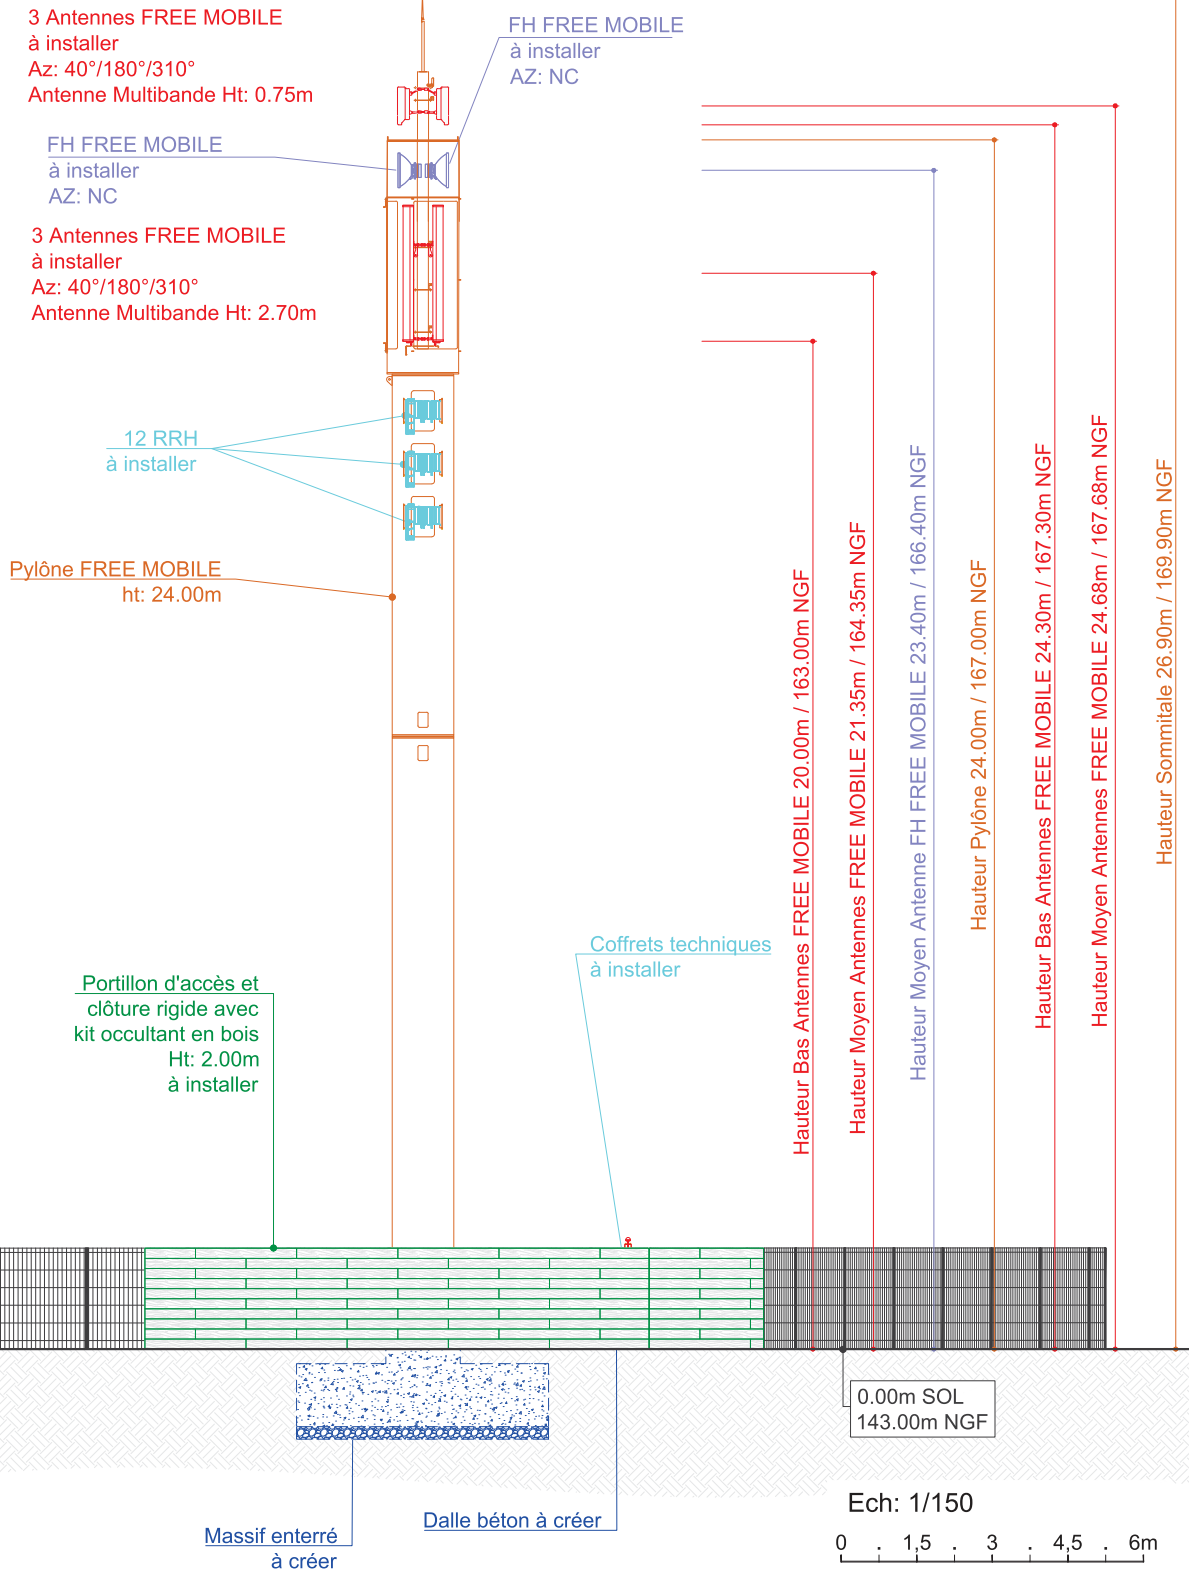 3 Antennes FREE MOBILE
à installer
Az: 40°/180°/310°
Antenne Multibande Ht: 0.75m
FH FREE MOBILE
à installer
AZ: NC
FH FREE MOBILE
à installer
AZ: NC
3 Antennes FREE MOBILE
à installer
Az: 40°/180°/310°
Antenne Multibande Ht: 2.70m
12 RRH
à installer
Pylône FREE MOBILE
ht: 24.00m
Hauteur Bas Antennes FREE MOBILE 20.00m / 163.00m NGF
Hauteur Moyen Antennes FREE MOBILE 21.35m / 164.35m NGF
Hauteur Moyen Antenne FH FREE MOBILE 23.40m / 166.40m NGF
Hauteur Pylône 24.00m / 167.00m NGF
Hauteur Bas Antennes FREE MOBILE 24.30m / 167.30m NGF
Hauteur Moyen Antennes FREE MOBILE 24.68m / 167.68m NGF
Hauteur Sommitale 26.90m / 169.90m NGF
Coffrets techniques
à installer
Portillon d'accès et
clôture rigide avec
kit occultant en bois
Ht: 2.00m
à installer
0.00m SOL
143.00m NGF
Massif enterré
à créer
Dalle béton à créer
Ech: 1/150
0 . 1,5 . 3 . 4,5 . 6m